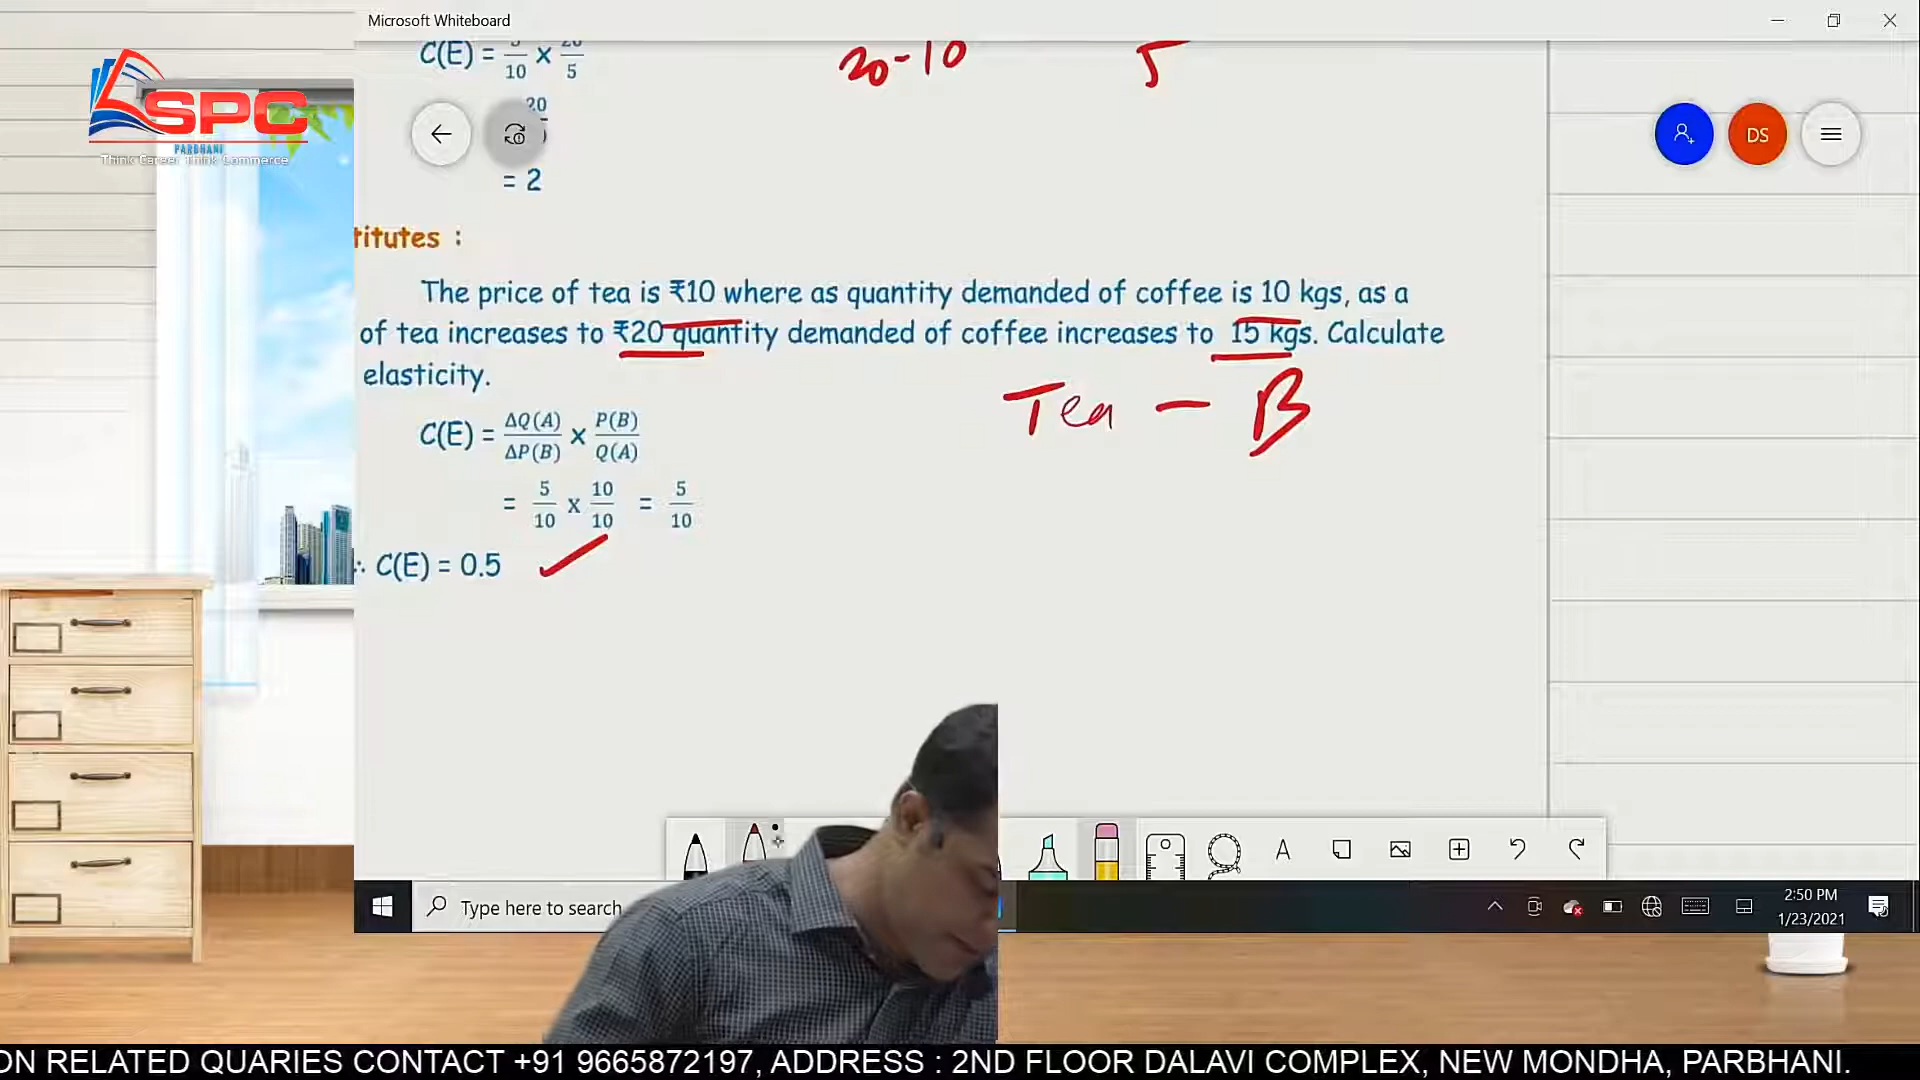 Microsoft Whiteboard
C(E) = 5/10 x 20/5
20-10
5
20
= 2
SPC
PARBHANI
Think Career Think Commerce
DS
titutes :
The price of tea is ₹10 where as quantity demanded of coffee is 10 kgs, as a
of tea increases to ₹20 quantity demanded of coffee increases to 15 kgs. Calculate
elasticity.
Tea - B
C(E) = ΔQ(A)/ΔP(B) x P(B)/Q(A)
= 5/10 x 10/10 = 5/10
∴ C(E) = 0.5
A
Type here to search
2:50 PM
1/23/2021
ON RELATED QUARIES CONTACT +91 9665872197, ADDRESS : 2ND FLOOR DALAVI COMPLEX, NEW MONDHA, PARBHANI.